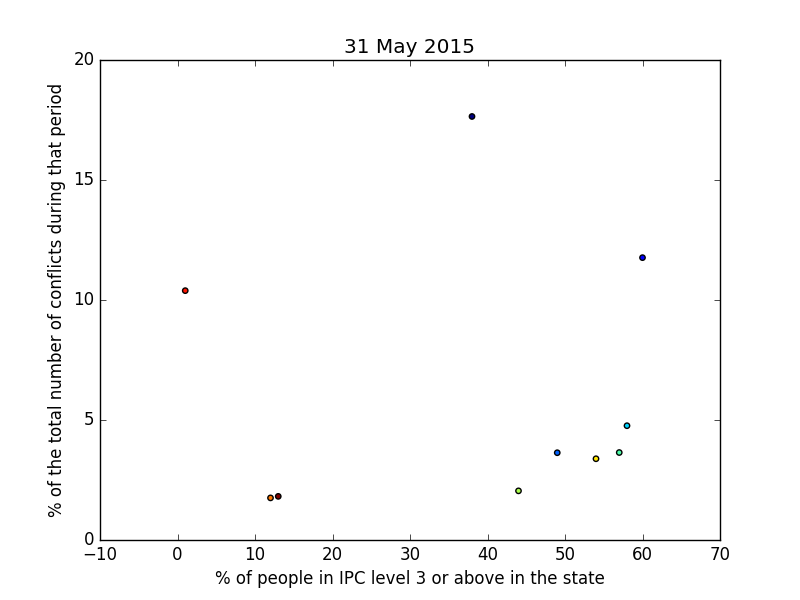 31 May 2015
% of the total number of conflicts during that period
20
15
10
5
0
−10 0 10 20 30 40 50 60 70
% of people in IPC level 3 or above in the state